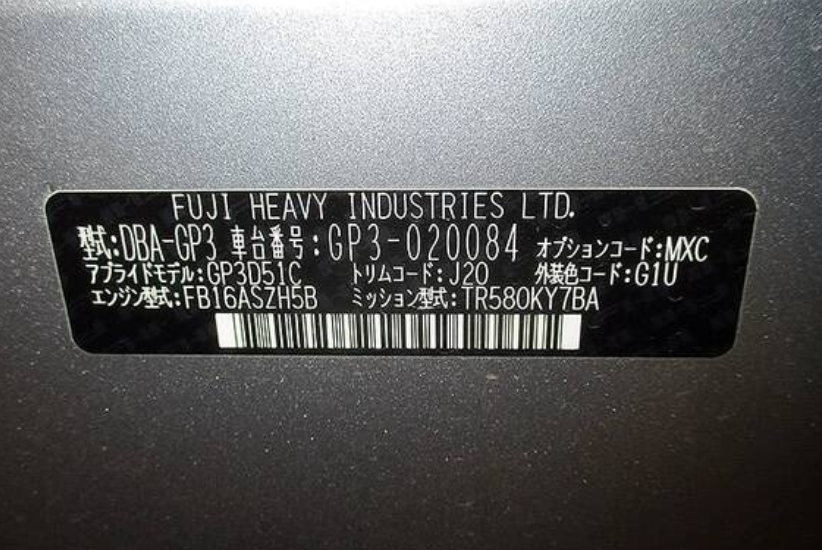 FUJI HEAVY INDUSTRIES LTD.
型式:DBA-GP3 車台番号:GP3-020084 オプションコード:MXC
アプライドモデル:GP3D51C トリムコード:J20 外装色コード:G1U
エンジン型式:FB16ASZH5B ミッション型式:TR580KY7BA